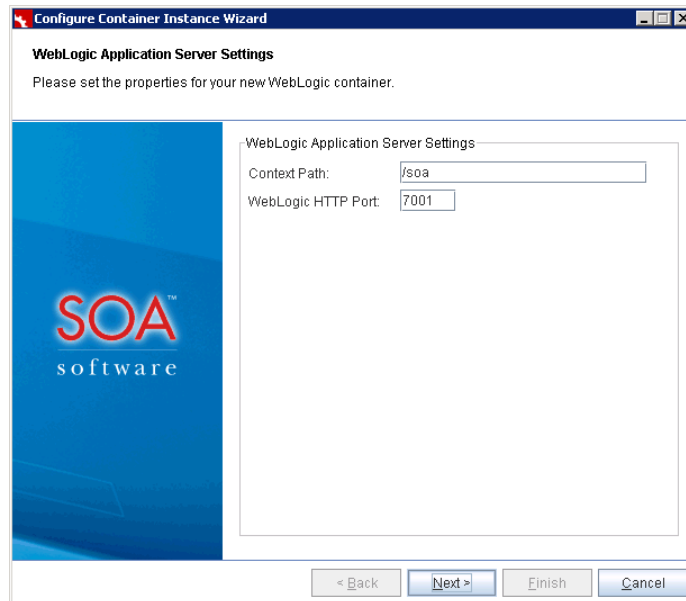 Configure Container Instance Wizard
WebLogic Application Server Settings
Please set the properties for your new WebLogic container.
WebLogic Application Server Settings
Context Path: /soa
WebLogic HTTP Port: 7001
SOA™
software
< Back Next > Finish Cancel